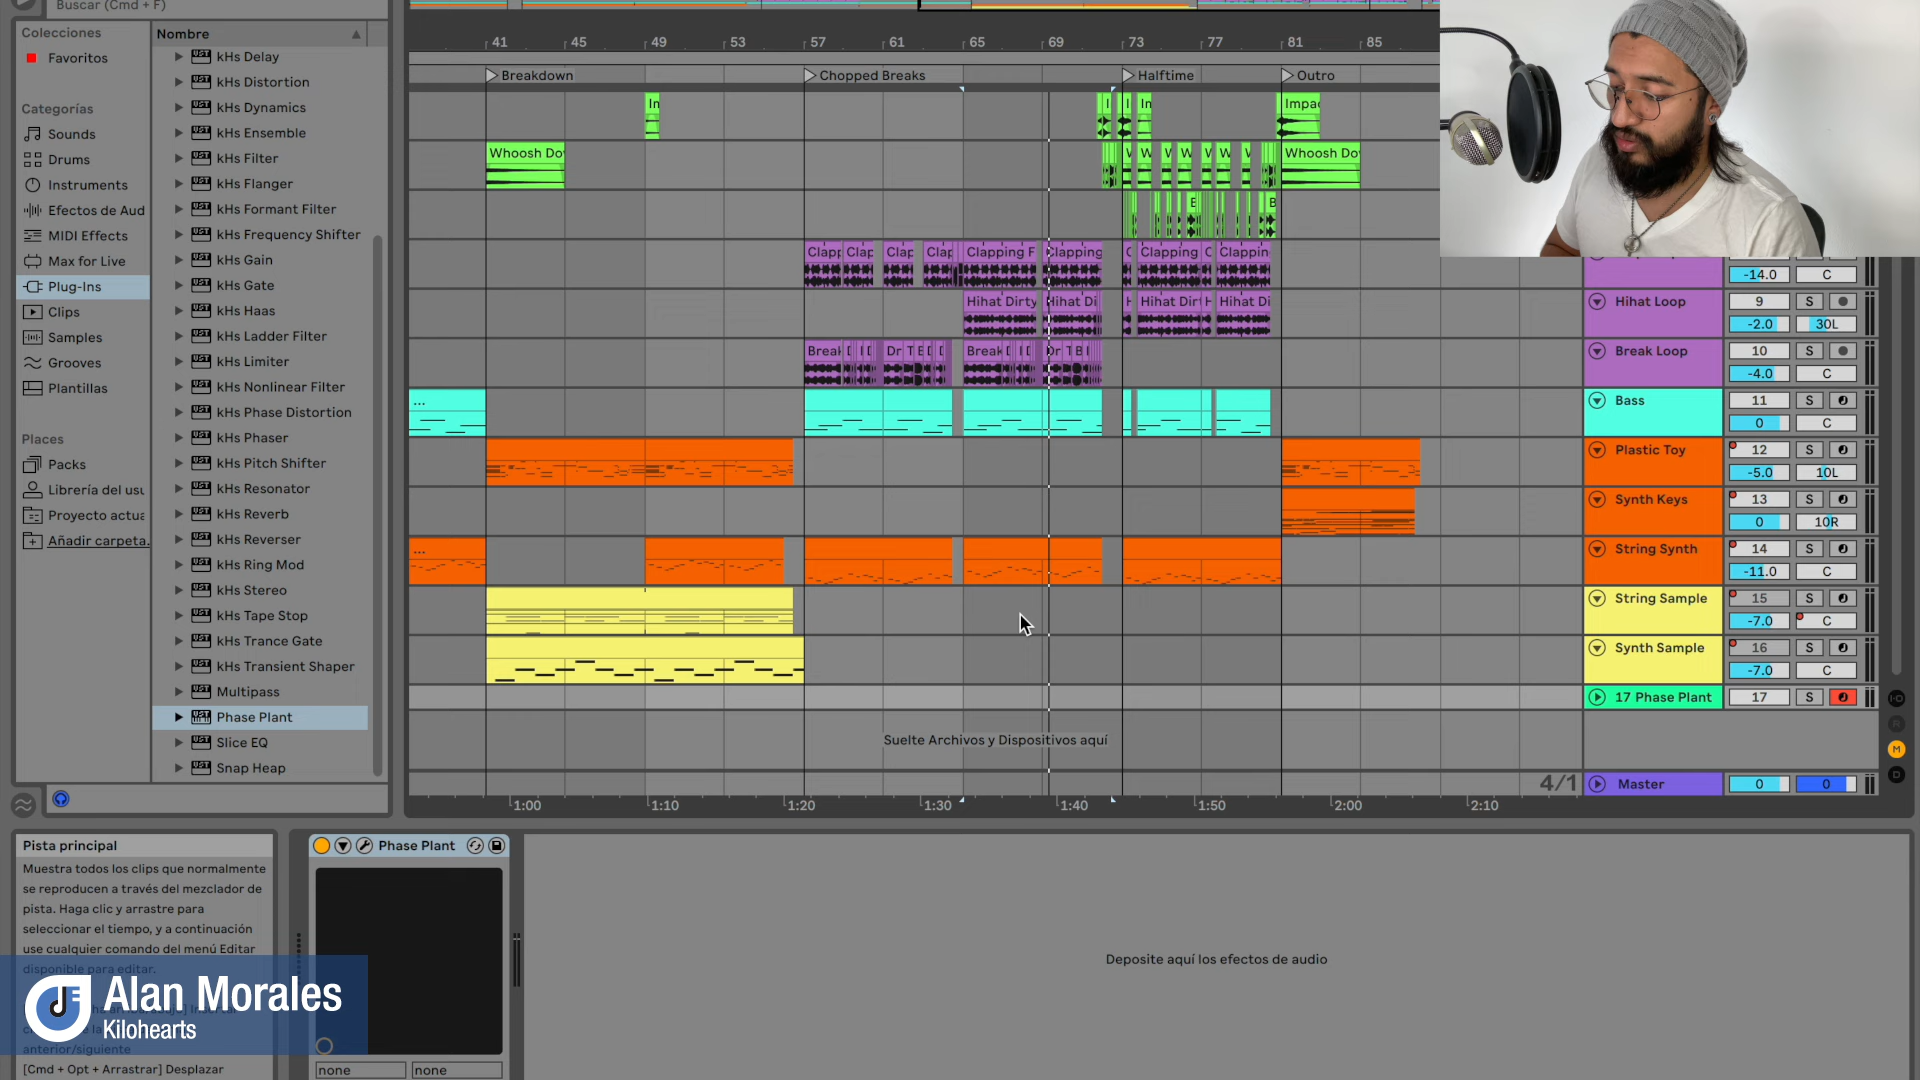 Buscar (Cmd + F)
Colecciones
Favoritos
Categorías
Sounds
Drums
Instruments
Efectos de Aud
MIDI Effects
Max for Live
Plug-Ins
Clips
Samples
Grooves
Plantillas
Places
Packs
Librería del usu
Proyecto actua
Añadir carpeta.
Nombre
kHs Delay
kHs Distortion
kHs Dynamics
kHs Ensemble
kHs Filter
kHs Flanger
kHs Formant Filter
kHs Frequency Shifter
kHs Gain
kHs Gate
kHs Haas
kHs Ladder Filter
kHs Limiter
kHs Nonlinear Filter
kHs Phase Distortion
kHs Phaser
kHs Pitch Shifter
kHs Resonator
kHs Reverb
kHs Reverser
kHs Ring Mod
kHs Stereo
kHs Tape Stop
kHs Trance Gate
kHs Transient Shaper
Multipass
Phase Plant
Slice EQ
Snap Heap
41 45 49 53 57 61 65 69 73 77 81 85
Breakdown Chopped Breaks Halftime Outro
In I I In Impac
Whoosh Do W W W W W W Whoosh Do
B B
Clapp Clap Clap Clap Clapping F Clapping C Clapping C Clappin
Hihat Dirty Hihat Di H Hihat Dirt H Hihat Di
Break Dr T Break Dr T B
-14.0 C
Hihat Loop 9 S
-2.0 30L
Break Loop 10 S
-4.0 C
Bass 11 S
0 C
Plastic Toy 12 S
-5.0 10L
Synth Keys 13 S
0 10R
String Synth 14 S
-11.0 C
String Sample 15 S
-7.0 C
Synth Sample 16 S
-7.0 C
17 Phase Plant 17 S
Suelte Archivos y Dispositivos aquí
4/1 Master 0 0
1:00 1:10 1:20 1:30 1:40 1:50 2:00 2:10
Pista principal
Muestra todos los clips que normalmente
se reproducen a través del mezclador de
pista. Haga clic y arrastre para
seleccionar el tiempo, y a continuación
use cualquier comando del menú Editar
disponible para editar.
anterior/siguiente
[Cmd + Opt + Arrastrar] Desplazar
Alan Morales
Kilohearts
Phase Plant
none none
Deposite aquí los efectos de audio